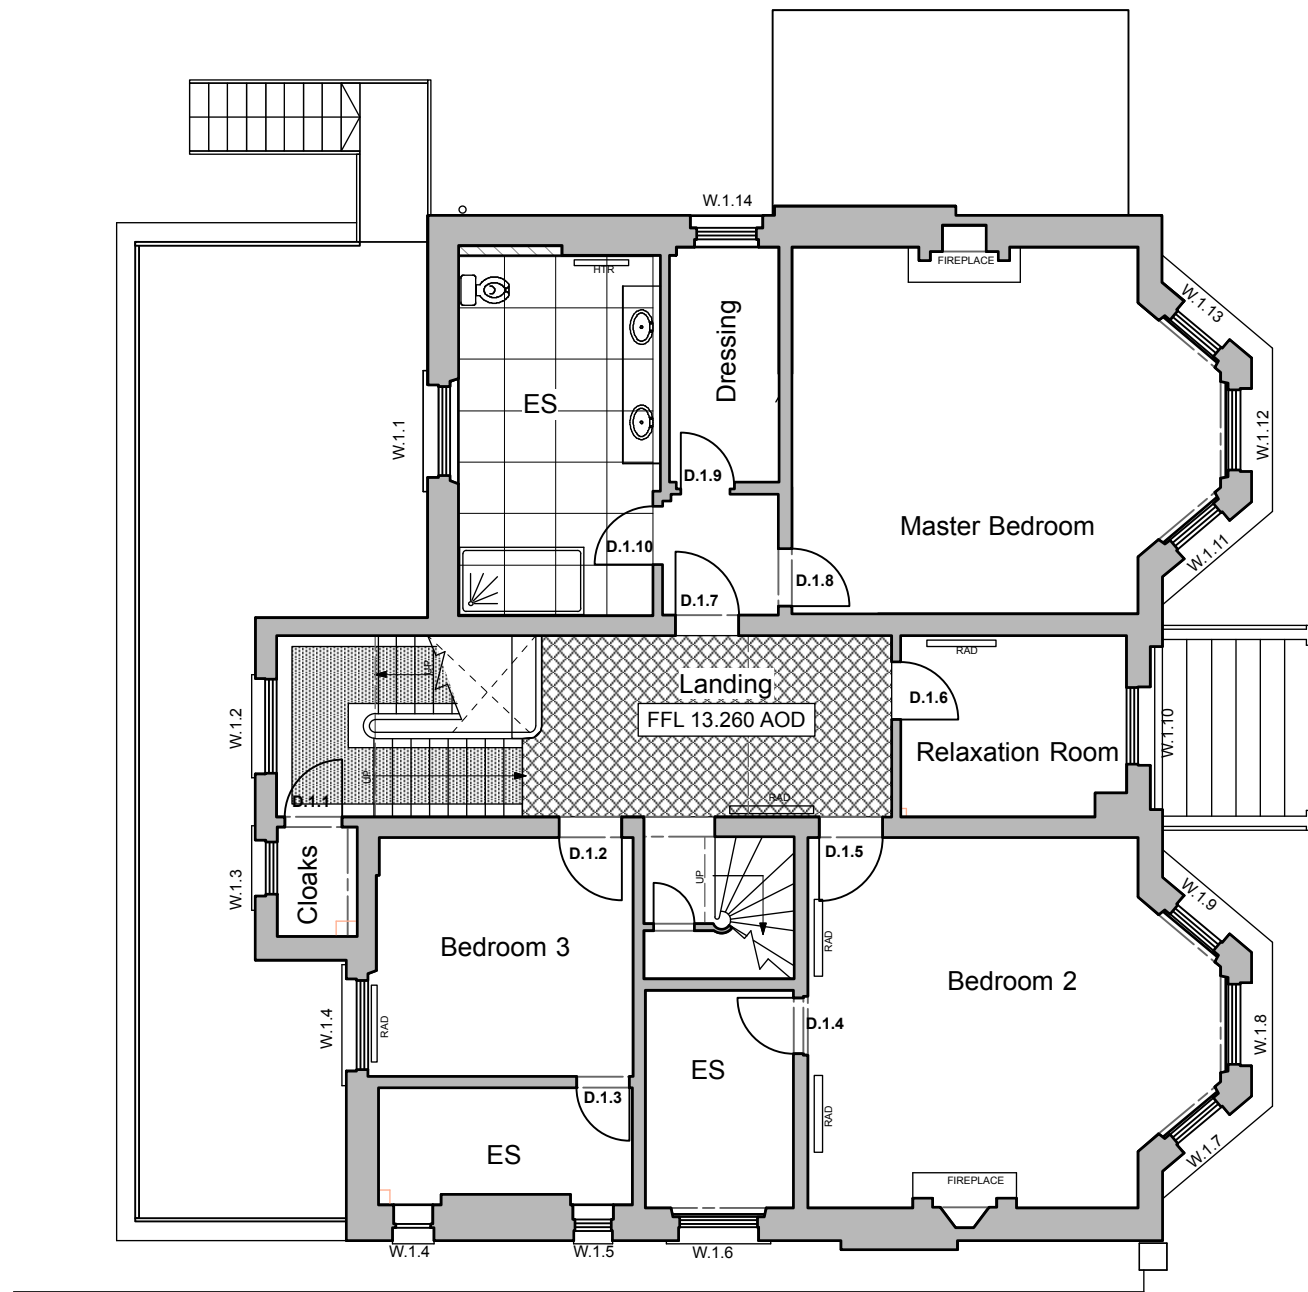 W.1.14
FIREPLACE
HTR
W.1.13
Dressing
ES
W.1.1
W.1.12
D.1.9
Master Bedroom
D.1.10
W.1.11
D.1.8
D.1.7
UP
RAD
Landing
D.1.6
FFL 13.260 AOD
W.1.2
W.1.10
Relaxation Room
UP
D.1.1
RAD
D.1.2
D.1.5
W.1.3
Cloaks
UP
W.1.9
Bedroom 3
RAD
Bedroom 2
W.1.4
RAD
D.1.4
W.1.8
ES
D.1.3
RAD
ES
W.1.7
FIREPLACE
W.1.4
W.1.5
W.1.6